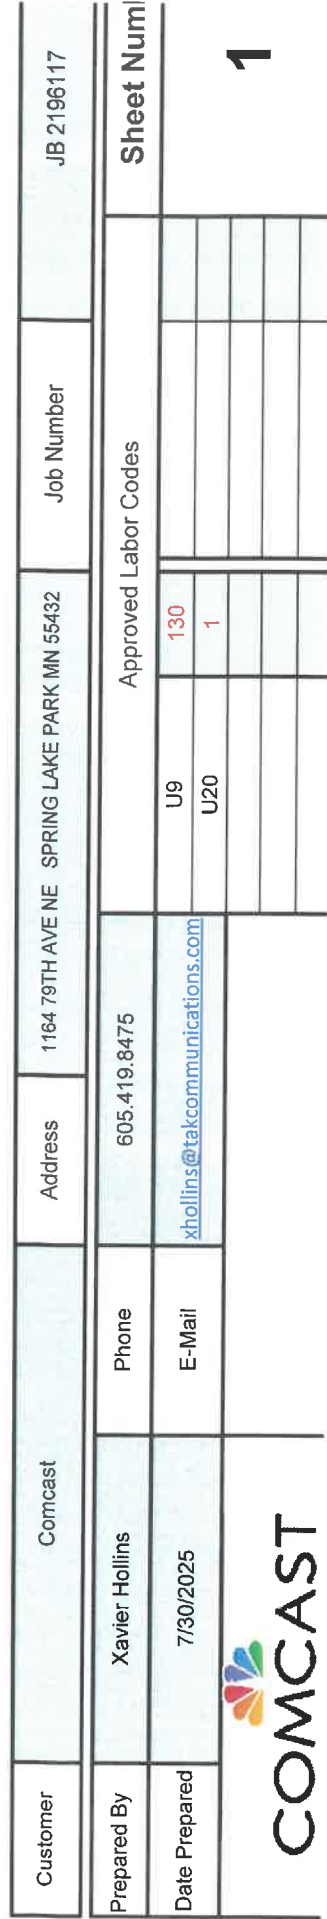 Customer Comcast Address 1164 79TH AVE NE SPRING LAKE PARK MN 55432 Job Number JB 2196117
Prepared By Xavier Hollins Phone 605.419.8475 Approved Labor Codes Sheet Num
Date Prepared 7/30/2025 E-Mail xhollins@takcommunications.com U9 130
U20 1
1
COMCAST